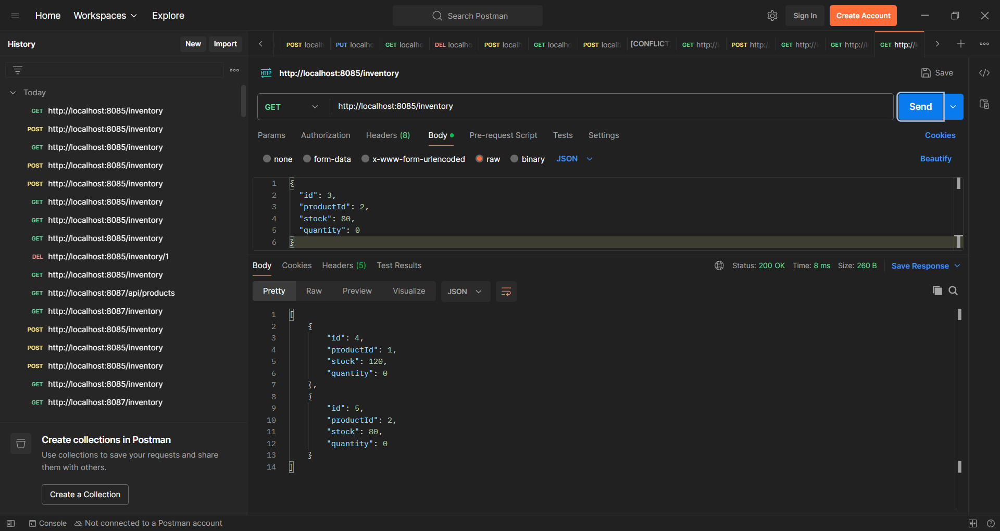 Home Workspaces Explore
Search Postman
Sign In Create Account
History New Import
POST localh PUT localho GET localho DEL localho POST localh GET localho POST localh [CONFLICT GET http://l POST http:/ GET http://l GET http://l GET http://l
HTTP http://localhost:8085/inventory
Save
GET http://localhost:8085/inventory Send
Params Authorization Headers (8) Body Pre-request Script Tests Settings Cookies
none form-data x-www-form-urlencoded raw binary JSON Beautify
1 {
2 "id": 3,
3 "productId": 2,
4 "stock": 80,
5 "quantity": 0
6 }
Today
GET http://localhost:8085/inventory
POST http://localhost:8085/inventory
GET http://localhost:8085/inventory
POST http://localhost:8085/inventory
POST http://localhost:8085/inventory
GET http://localhost:8085/inventory
GET http://localhost:8085/inventory
GET http://localhost:8085/inventory
DEL http://localhost:8085/inventory/1
GET http://localhost:8085/inventory
GET http://localhost:8087/api/products
GET http://localhost:8087/inventory
POST http://localhost:8085/inventory
POST http://localhost:8085/inventory
POST http://localhost:8085/inventory
GET http://localhost:8085/inventory
GET http://localhost:8087/inventory
Body Cookies Headers (5) Test Results
Status: 200 OK Time: 8 ms Size: 260 B Save Response
Pretty Raw Preview Visualize JSON
1 [
2 {
3 "id": 4,
4 "productId": 1,
5 "stock": 120,
6 "quantity": 0
7 },
8 {
9 "id": 5,
10 "productId": 2,
11 "stock": 80,
12 "quantity": 0
13 }
14 ]
Create collections in Postman
Use collections to save your requests and share
them with others.
Create a Collection
Console Not connected to a Postman account